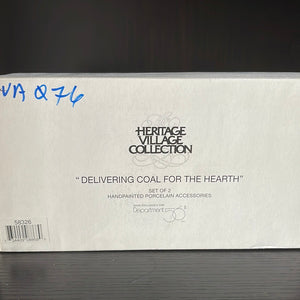 VA Q76
HERITAGE
VILLAGE
COLLECTION
" DELIVERING COAL FOR THE HEARTH"
SET OF 2
HANDPAINTED PORCELAIN ACCESSORIES
Department 56
58326